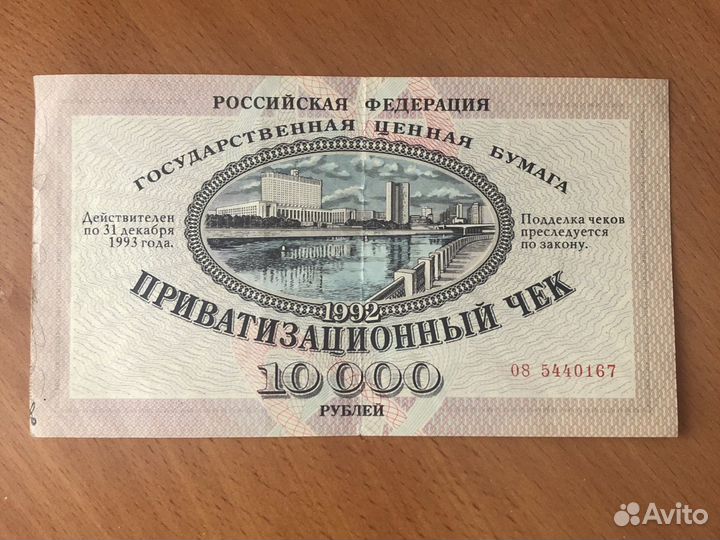 РОССИЙСКАЯ ФЕДЕРАЦИЯ
ГОСУДАРСТВЕННАЯ ЦЕННАЯ БУМАГА
Действителен
по 31 декабря
1993 года.
Подделка чеков
преследуется
по закону.
1992
ПРИВАТИЗАЦИОННЫЙ ЧЕК
10 000
РУБЛЕЙ
08 5440167
Avito